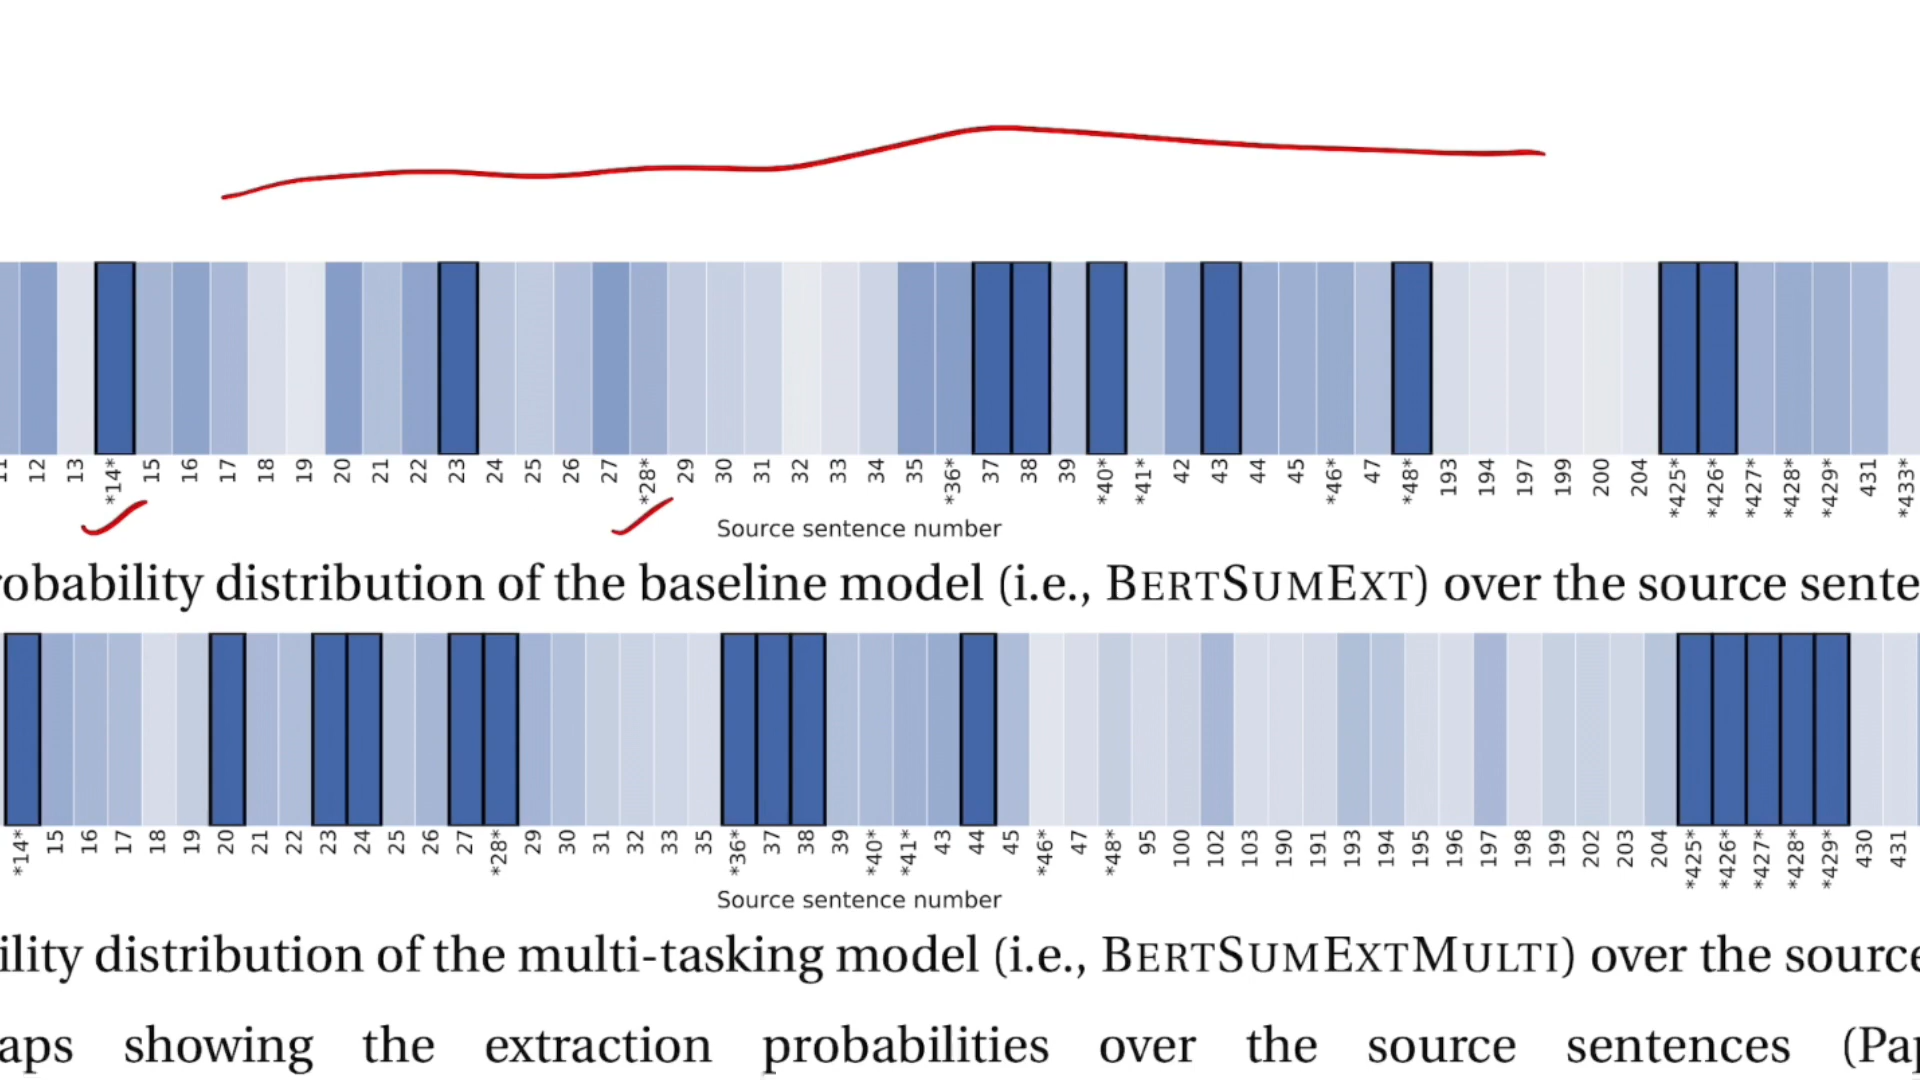 12 13 *14* 15 16 17 18 19 20 21 22 23 24 25 26 27 *28* 29 30 31 32 33 34 35 *36* 37 38 39 *40* *41* 42 43 44 45 *46* 47 *48* 193 194 197 199 200 204 *425* *426* *427* *428* *429* 431 *433*
Source sentence number
robability distribution of the baseline model (i.e., BERTSUMEXT) over the source sente
*14* 15 16 17 18 19 20 21 22 23 24 25 26 27 *28* 29 30 31 32 33 35 *36* 37 38 39 *40* *41* 43 44 45 *46* 47 *48* 95 100 102 103 190 191 193 194 195 196 197 198 199 202 203 204 *425* *426* *427* *428* *429* 430 431
Source sentence number
ility distribution of the multi-tasking model (i.e., BERTSUMEXTMULTI) over the source
aps showing the extraction probabilities over the source sentences (Pap